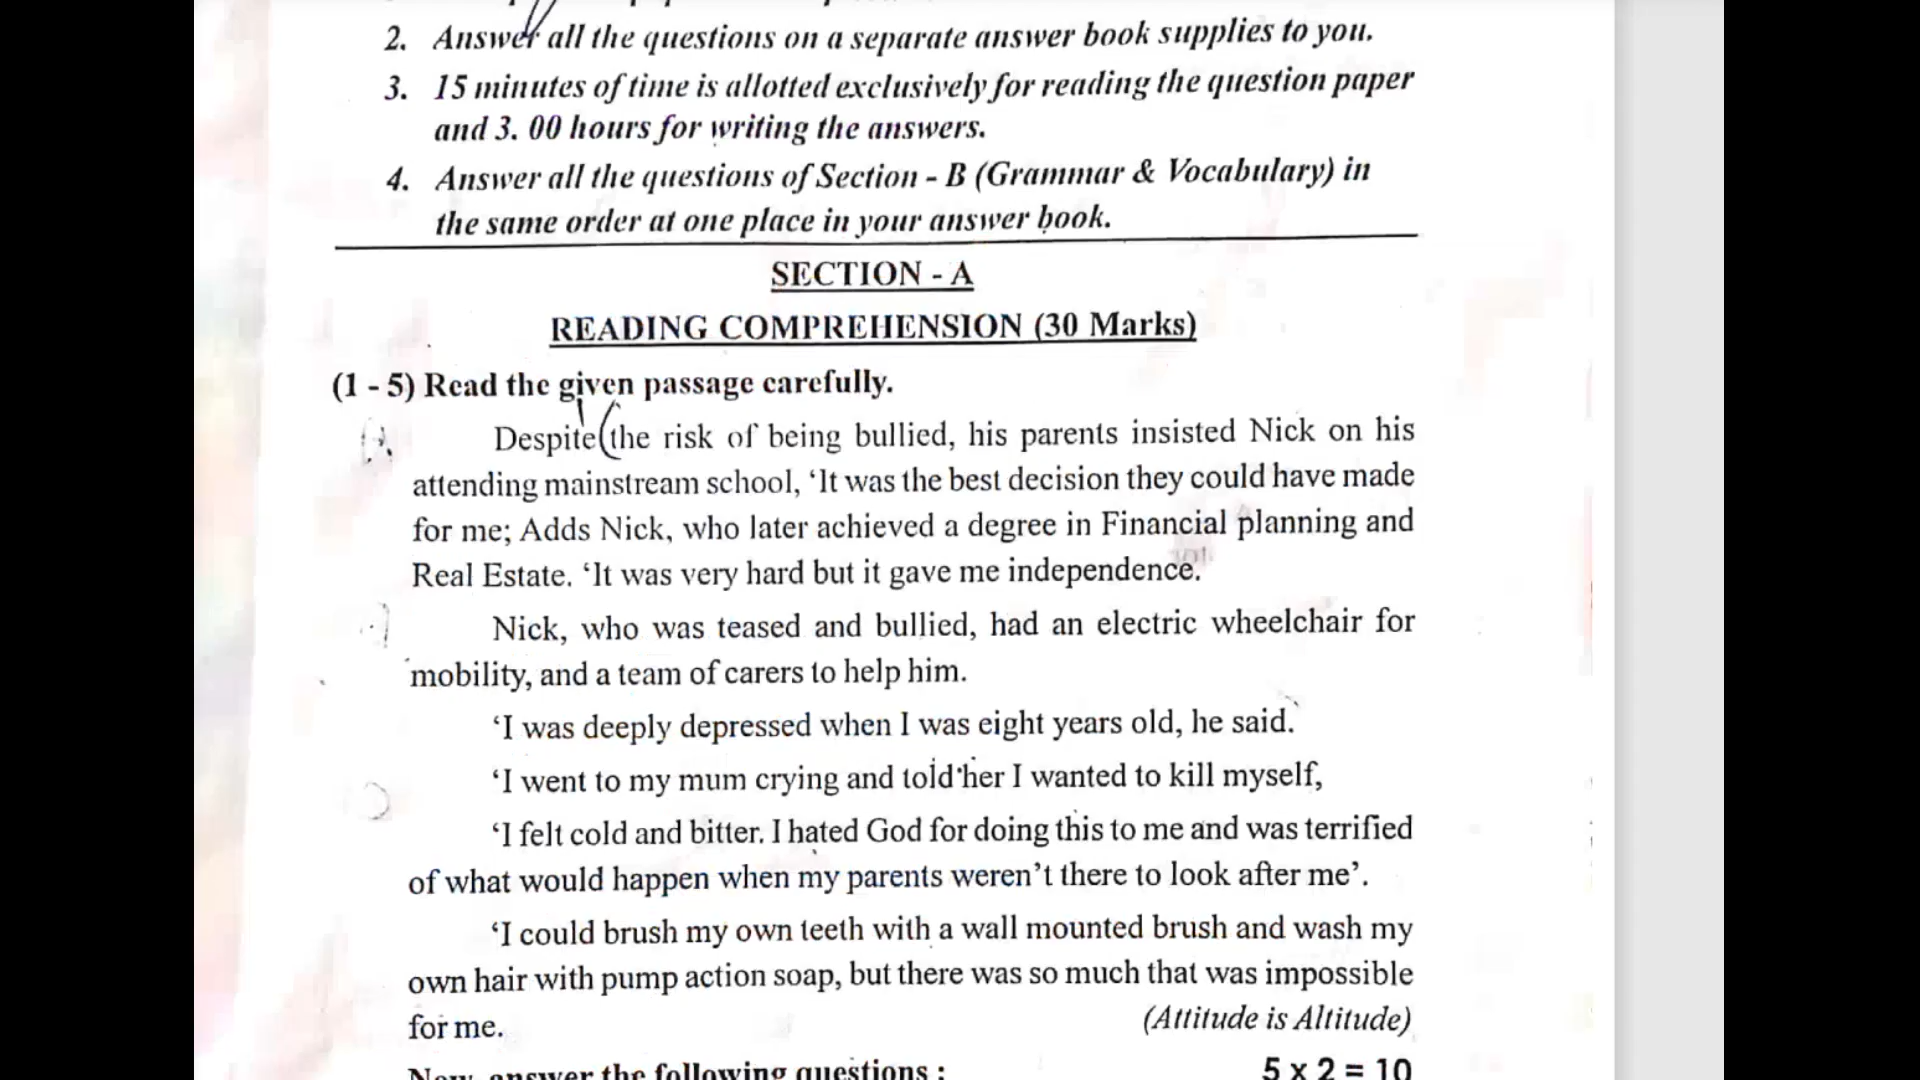 2. Answer all the questions on a separate answer book supplies to you.
3. 15 minutes of time is allotted exclusively for reading the question paper
and 3. 00 hours for writing the answers.
4. Answer all the questions of Section - B (Grammar & Vocabulary) in
the same order at one place in your answer book.
SECTION - A
READING COMPREHENSION (30 Marks)
(1 - 5) Read the given passage carefully.
Despite the risk of being bullied, his parents insisted Nick on his
attending mainstream school, ‘It was the best decision they could have made
for me; Adds Nick, who later achieved a degree in Financial planning and
Real Estate. ‘It was very hard but it gave me independence.’
Nick, who was teased and bullied, had an electric wheelchair for
mobility, and a team of carers to help him.
‘I was deeply depressed when I was eight years old, he said.
‘I went to my mum crying and told her I wanted to kill myself,
‘I felt cold and bitter. I hated God for doing this to me and was terrified
of what would happen when my parents weren’t there to look after me’.
‘I could brush my own teeth with a wall mounted brush and wash my
own hair with pump action soap, but there was so much that was impossible
for me. (Attitude is Altitude)
Now, answer the following questions : 5 x 2 = 10